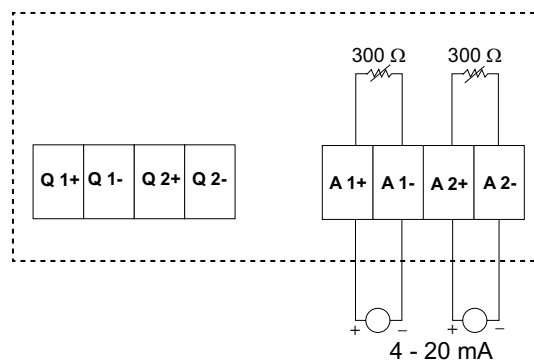 300 Ω 300 Ω
Q 1+ Q 1- Q 2+ Q 2- A 1+ A 1- A 2+ A 2-
+ − + −
4 - 20 mA